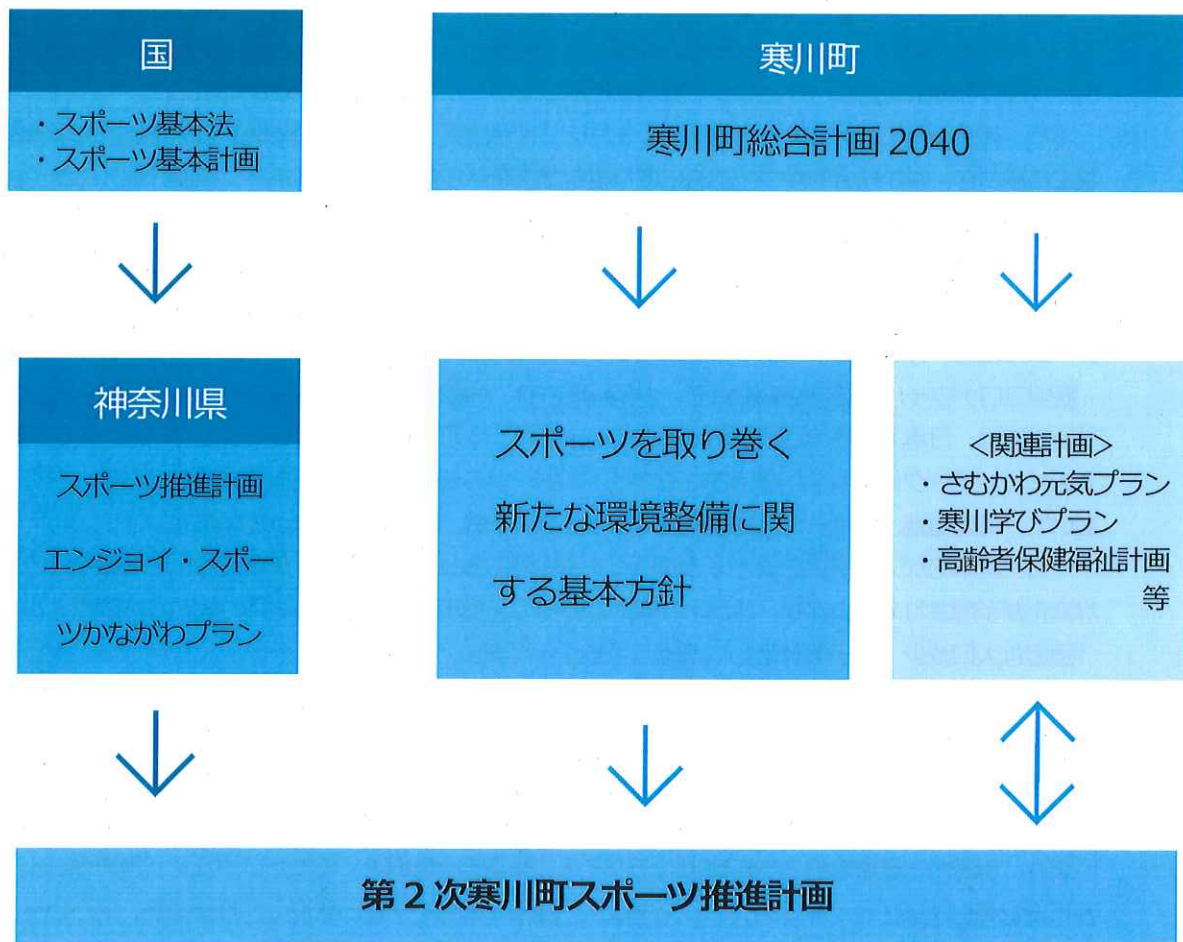 国
・スポーツ基本法
・スポーツ基本計画
寒川町
寒川町総合計画 2040
神奈川県
スポーツ推進計画
エンジョイ・スポー
ツかながわプラン
スポーツを取り巻く
新たな環境整備に関
する基本方針
<関連計画>
・さむかわ元気プラン
・寒川学びプラン
・高齢者保健福祉計画
等
第 2 次寒川町スポーツ推進計画